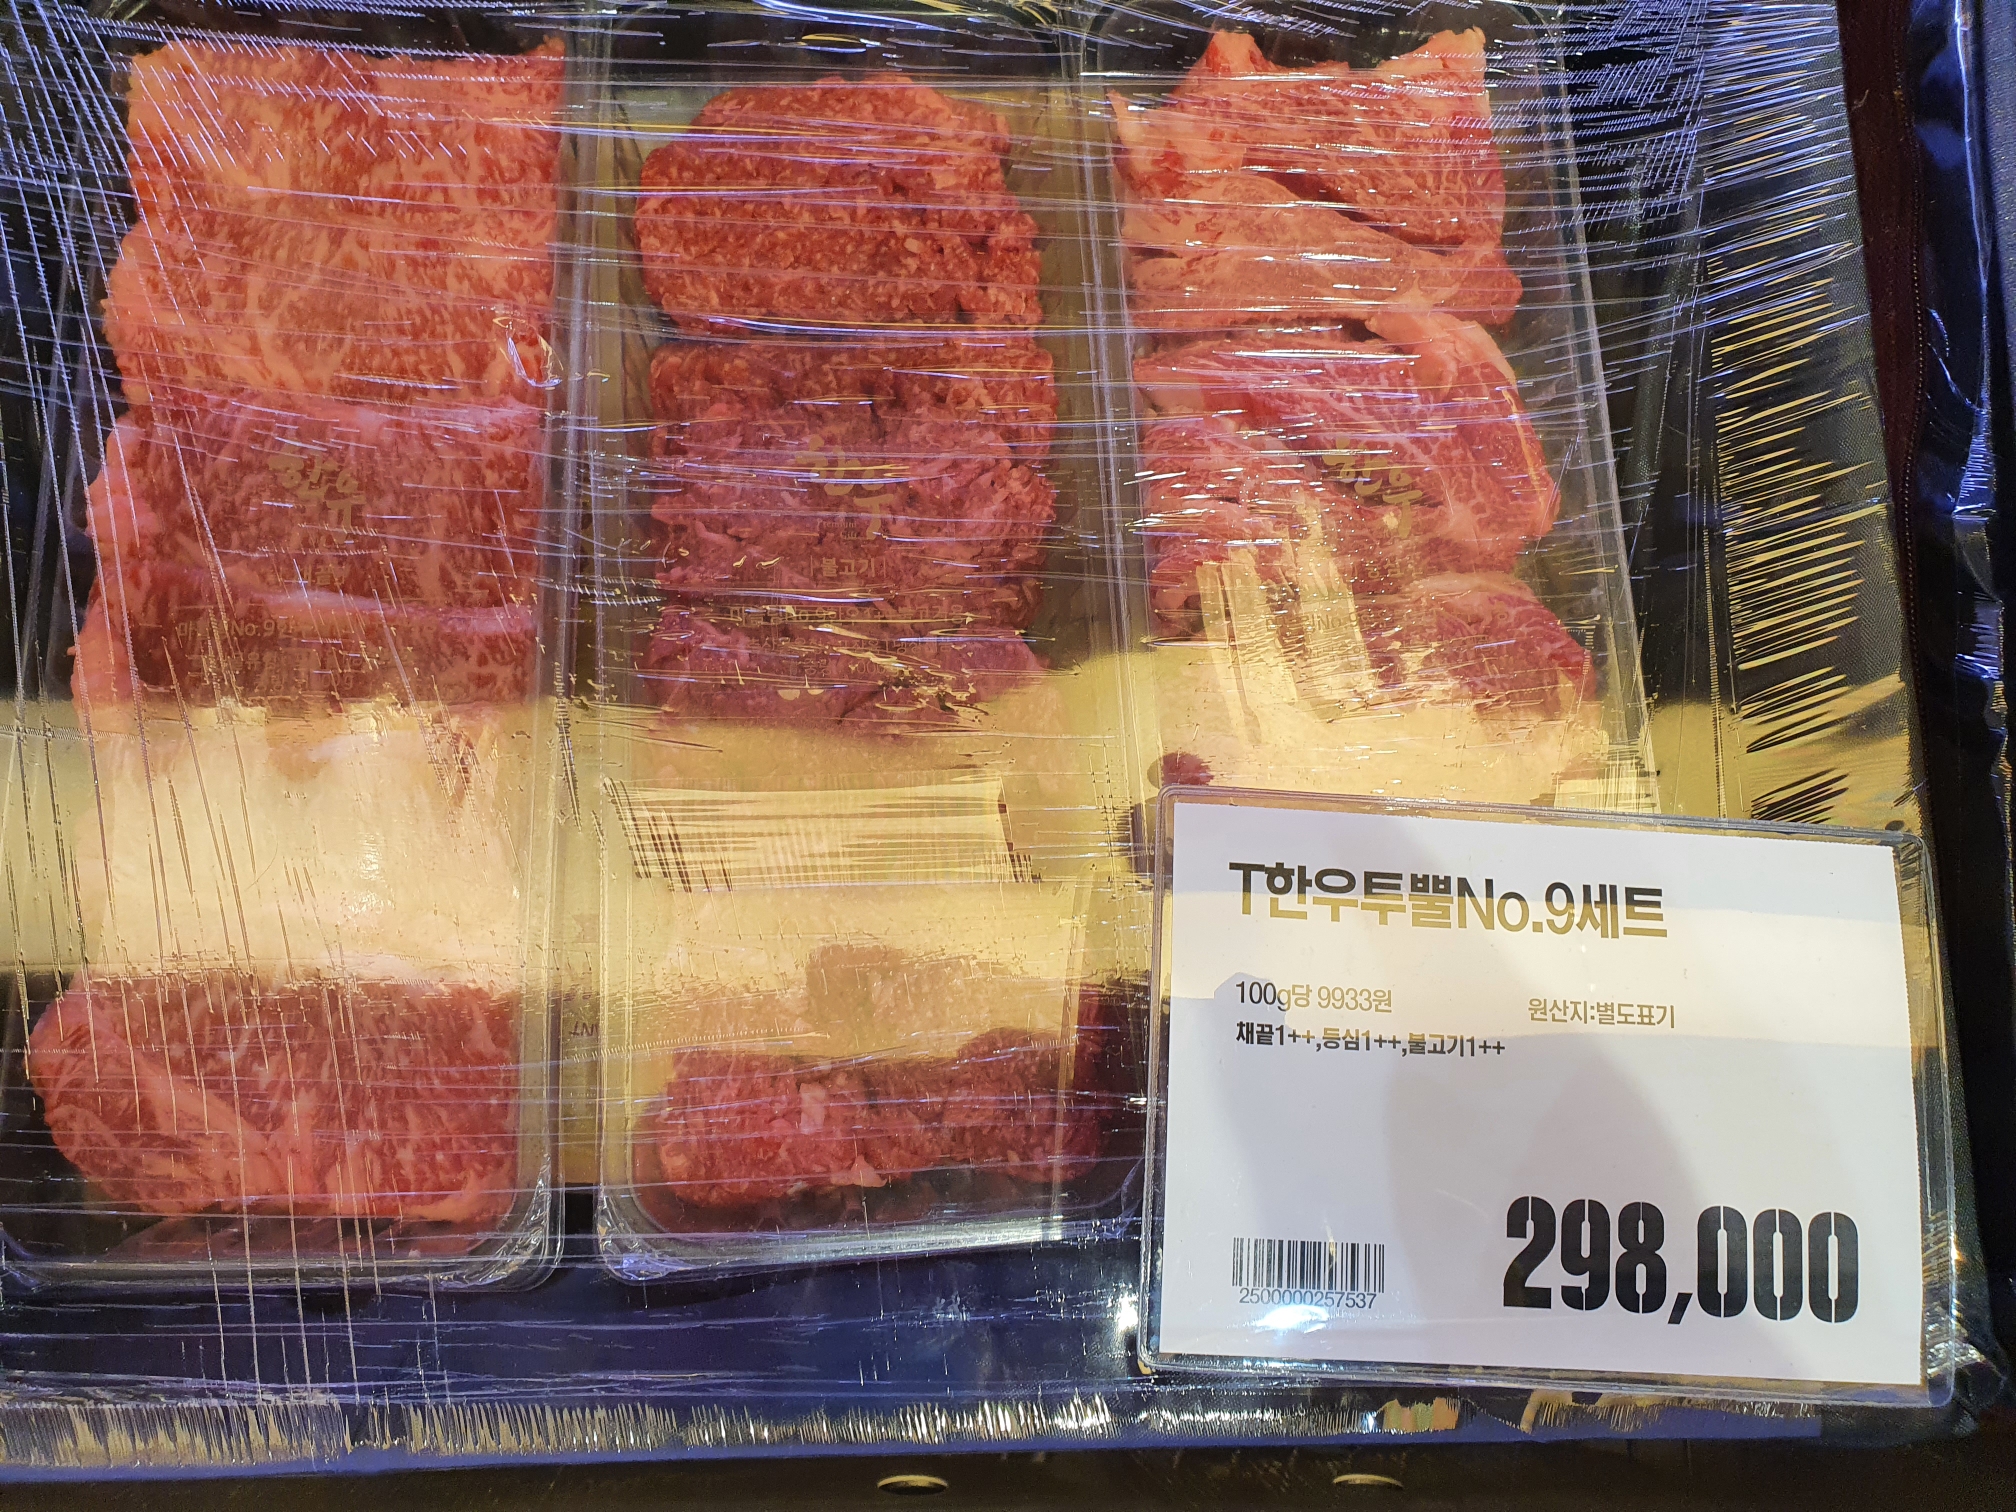 한우
한우
Premium
한우
불고기
T한우투뿔No.9세트
100g당 9933원
원산지:별도표기
채끝1++,등심1++,불고기1++
298,000
2500000257537